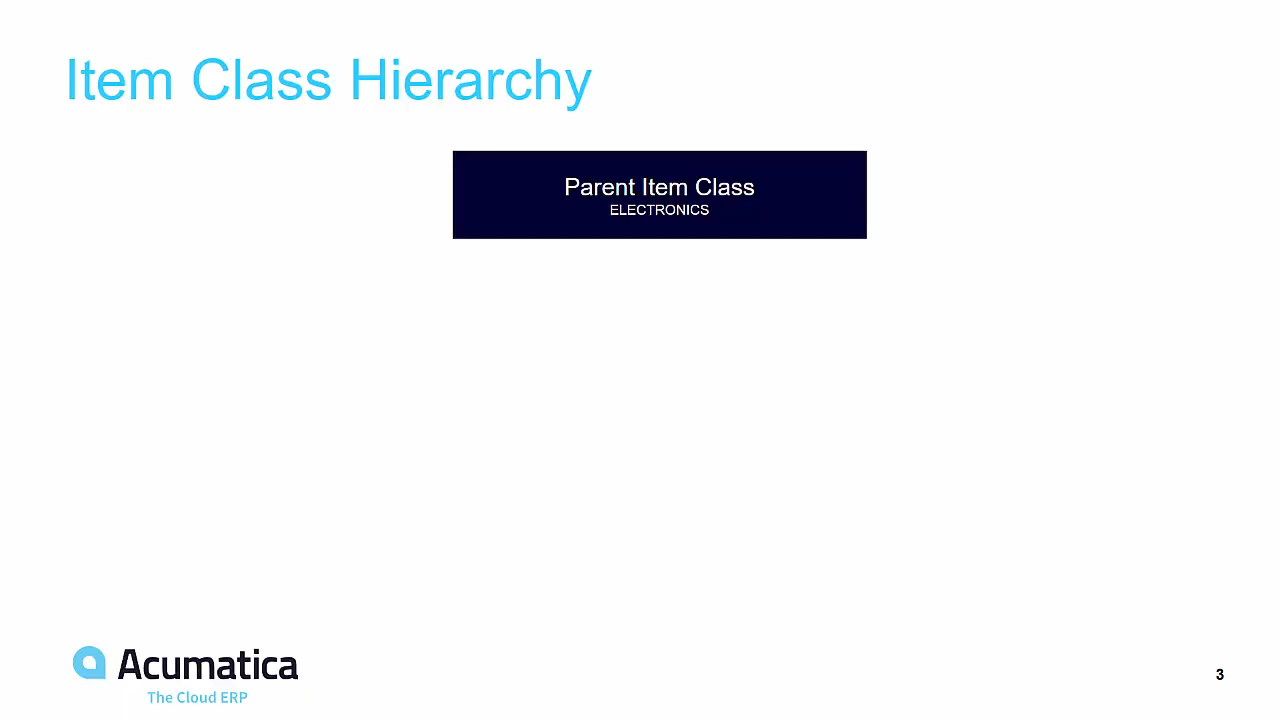 Item Class Hierarchy
Parent Item Class
ELECTRONICS
Acumatica
The Cloud ERP
3